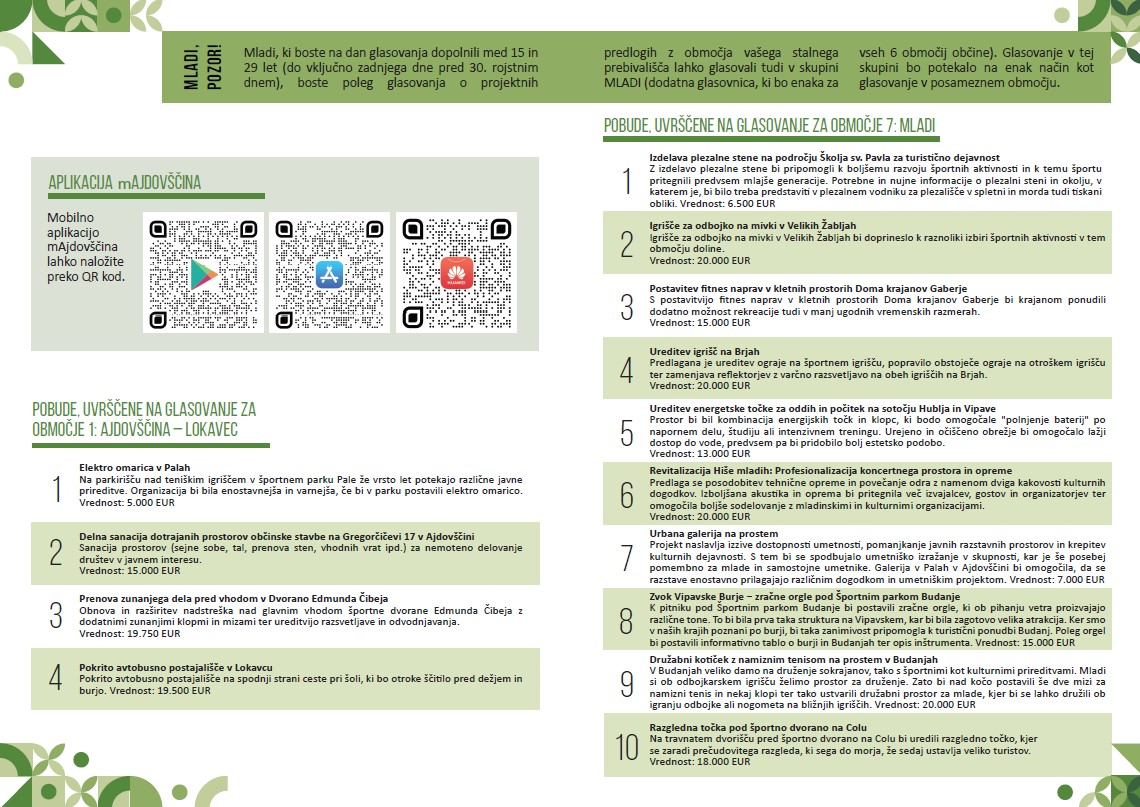 MLADI,
POZOR!
Mladi, ki boste na dan glasovanja dopolnili med 15 in
29 let (do vključno zadnjega dne pred 30. rojstnim
dnem), boste poleg glasovanja o projektnih
predlogih z območja vašega stalnega
prebivališča lahko glasovali tudi v skupini
MLADI (dodatna glasovnica, ki bo enaka za
vseh 6 območij občine). Glasovanje v tej
skupini bo potekalo na enak način kot
glasovanje v posameznem območju.
APLIKACIJA mAJDOVŠČINA
Mobilno
aplikacijo
mAjdovščina
lahko naložite
preko QR kod.
HUAWEI
POBUDE, UVRŠČENE NA GLASOVANJE ZA
OBMOČJE 1: AJDOVŠČINA – LOKAVEC
1
Elektro omarica v Palah
Na parkirišču nad teniškim igriščem v športnem parku Pale že vrsto let potekajo različne javne
prireditve. Organizacija bi bila enostavnejša in varnejša, če bi v parku postavili elektro omarico.
Vrednost: 5.000 EUR
2
Delna sanacija dotrajanih prostorov občinske stavbe na Gregorčičevi 17 v Ajdovščini
Sanacija prostorov (sejne sobe, tal, prenova sten, vhodnih vrat ipd.) za nemoteno delovanje
društev v javnem interesu.
Vrednost: 15.000 EUR
3
Prenova zunanjega dela pred vhodom v Dvorano Edmunda Čibeja
Obnova in razširitev nadstreška nad glavnim vhodom športne dvorane Edmunda Čibeja z
dodatnimi zunanjimi klopmi in mizami ter ureditvijo razsvetljave in odvodnjavanja.
Vrednost: 19.750 EUR
4
Pokrito avtobusno postajališče v Lokavcu
Pokrito avtobusno postajališče na spodnji strani ceste pri šoli, ki bo otroke ščitilo pred dežjem in
burjo. Vrednost: 19.500 EUR
POBUDE, UVRŠČENE NA GLASOVANJE ZA OBMOČJE 7: MLADI
1
Izdelava plezalne stene na področju Školja sv. Pavla za turistično dejavnost
Z izdelavo plezalne stene bi pripomogli k boljšemu razvoju športnih aktivnosti in k temu športu
pritegnili predvsem mlajše generacije. Potrebne in nujne informacije o plezalni steni in okolju, v
katerem je, bi bilo treba predstaviti v plezalnem vodniku za plezališče v spletni in morda tudi tiskani
obliki. Vrednost: 6.500 EUR
2
Igrišče za odbojko na mivki v Velikih Žabljah
Igrišče za odbojko na mivki v Velikih Žabljah bi doprineslo k raznoliki izbiri športnih aktivnosti v tem
območju doline.
Vrednost: 20.000 EUR
3
Postavitev fitnes naprav v kletnih prostorih Doma krajanov Gaberje
S postavitvijo fitnes naprav v kletnih prostorih Doma krajanov Gaberje bi krajanom ponudili
dodatno možnost rekreacije tudi v manj ugodnih vremenskih razmerah.
Vrednost: 15.000 EUR
4
Ureditev igrišč na Brjah
Predlagana je ureditev ograje na športnem igrišču, popravilo obstoječe ograje na otroškem igrišču
ter zamenjava reflektorjev z varčno razsvetljavo na obeh igriščih na Brjah.
Vrednost: 20.000 EUR
5
Ureditev energetske točke za oddih in počitek na sotočju Hublja in Vipave
Prostor bi bil kombinacija energijskih točk in klopc, ki bodo omogočale "polnjenje baterij" po
napornem delu, študiju ali intenzivnem treningu. Urejeno in očiščeno obrežje bi omogočalo lažji
dostop do vode, predvsem pa bi pridobilo bolj estetsko podobo.
Vrednost: 13.000 EUR
6
Revitalizacija Hiše mladih: Profesionalizacija koncertnega prostora in opreme
Predlaga se posodobitev tehnične opreme in povečanje odra z namenom dviga kakovosti kulturnih
dogodkov. Izboljšana akustika in oprema bi pritegnila več izvajalcev, gostov in organizatorjev ter
omogočila boljše sodelovanje z mladinskimi in kulturnimi organizacijami.
Vrednost: 20.000 EUR
7
Urbana galerija na prostem
Projekt naslavlja izzive dostopnosti umetnosti, pomanjkanje javnih razstavnih prostorov in krepitev
kulturnih dejavnosti. S tem bi se spodbujalo umetniško izražanje v skupnosti, kar je še posebej
pomembno za mlade in samostojne umetnike. Galerija v Palah v Ajdovščini bi omogočila, da se
razstave enostavno prilagajajo različnim dogodkom in umetniškim projektom. Vrednost: 7.000 EUR
8
Zvok Vipavske Burje – zračne orgle pod Športnim parkom Budanje
K pitniku pod Športnim parkom Budanje bi postavili zračne orgle, ki ob pihanju vetra proizvajajo
različne tone. To bi bila prva taka struktura na Vipavskem, kar bi bila zagotovo velika atrakcija. Ker smo
v naših krajih poznani po burji, bi taka zanimivost pripomogla k turistični ponudbi Budanj. Poleg orgel
bi postavili informativno tablo o burji in Budanjah ter opis inštrumenta. Vrednost: 15.000 EUR
9
Družabni kotiček z namiznim tenisom na prostem v Budanjah
V Budanjah veliko damo na druženje sokrajanov, tako s športnimi kot kulturnimi prireditvami. Mladi
si ob odbojkarskem igrišču želimo prostor za druženje. Zato bi nad kočo postavili še dve mizi za
namizni tenis in nekaj klopi ter tako ustvarili družabni prostor za mlade, kjer bi se lahko družili ob
igranju odbojke ali nogometa na bližnjih igriščih. Vrednost: 20.000 EUR
10
Razgledna točka pod športno dvorano na Colu
Na travnatem dvorišču pred športno dvorano na Colu bi uredili razgledno točko, kjer
se zaradi prečudovitega razgleda, ki sega do morja, že sedaj ustavlja veliko turistov.
Vrednost: 18.000 EUR